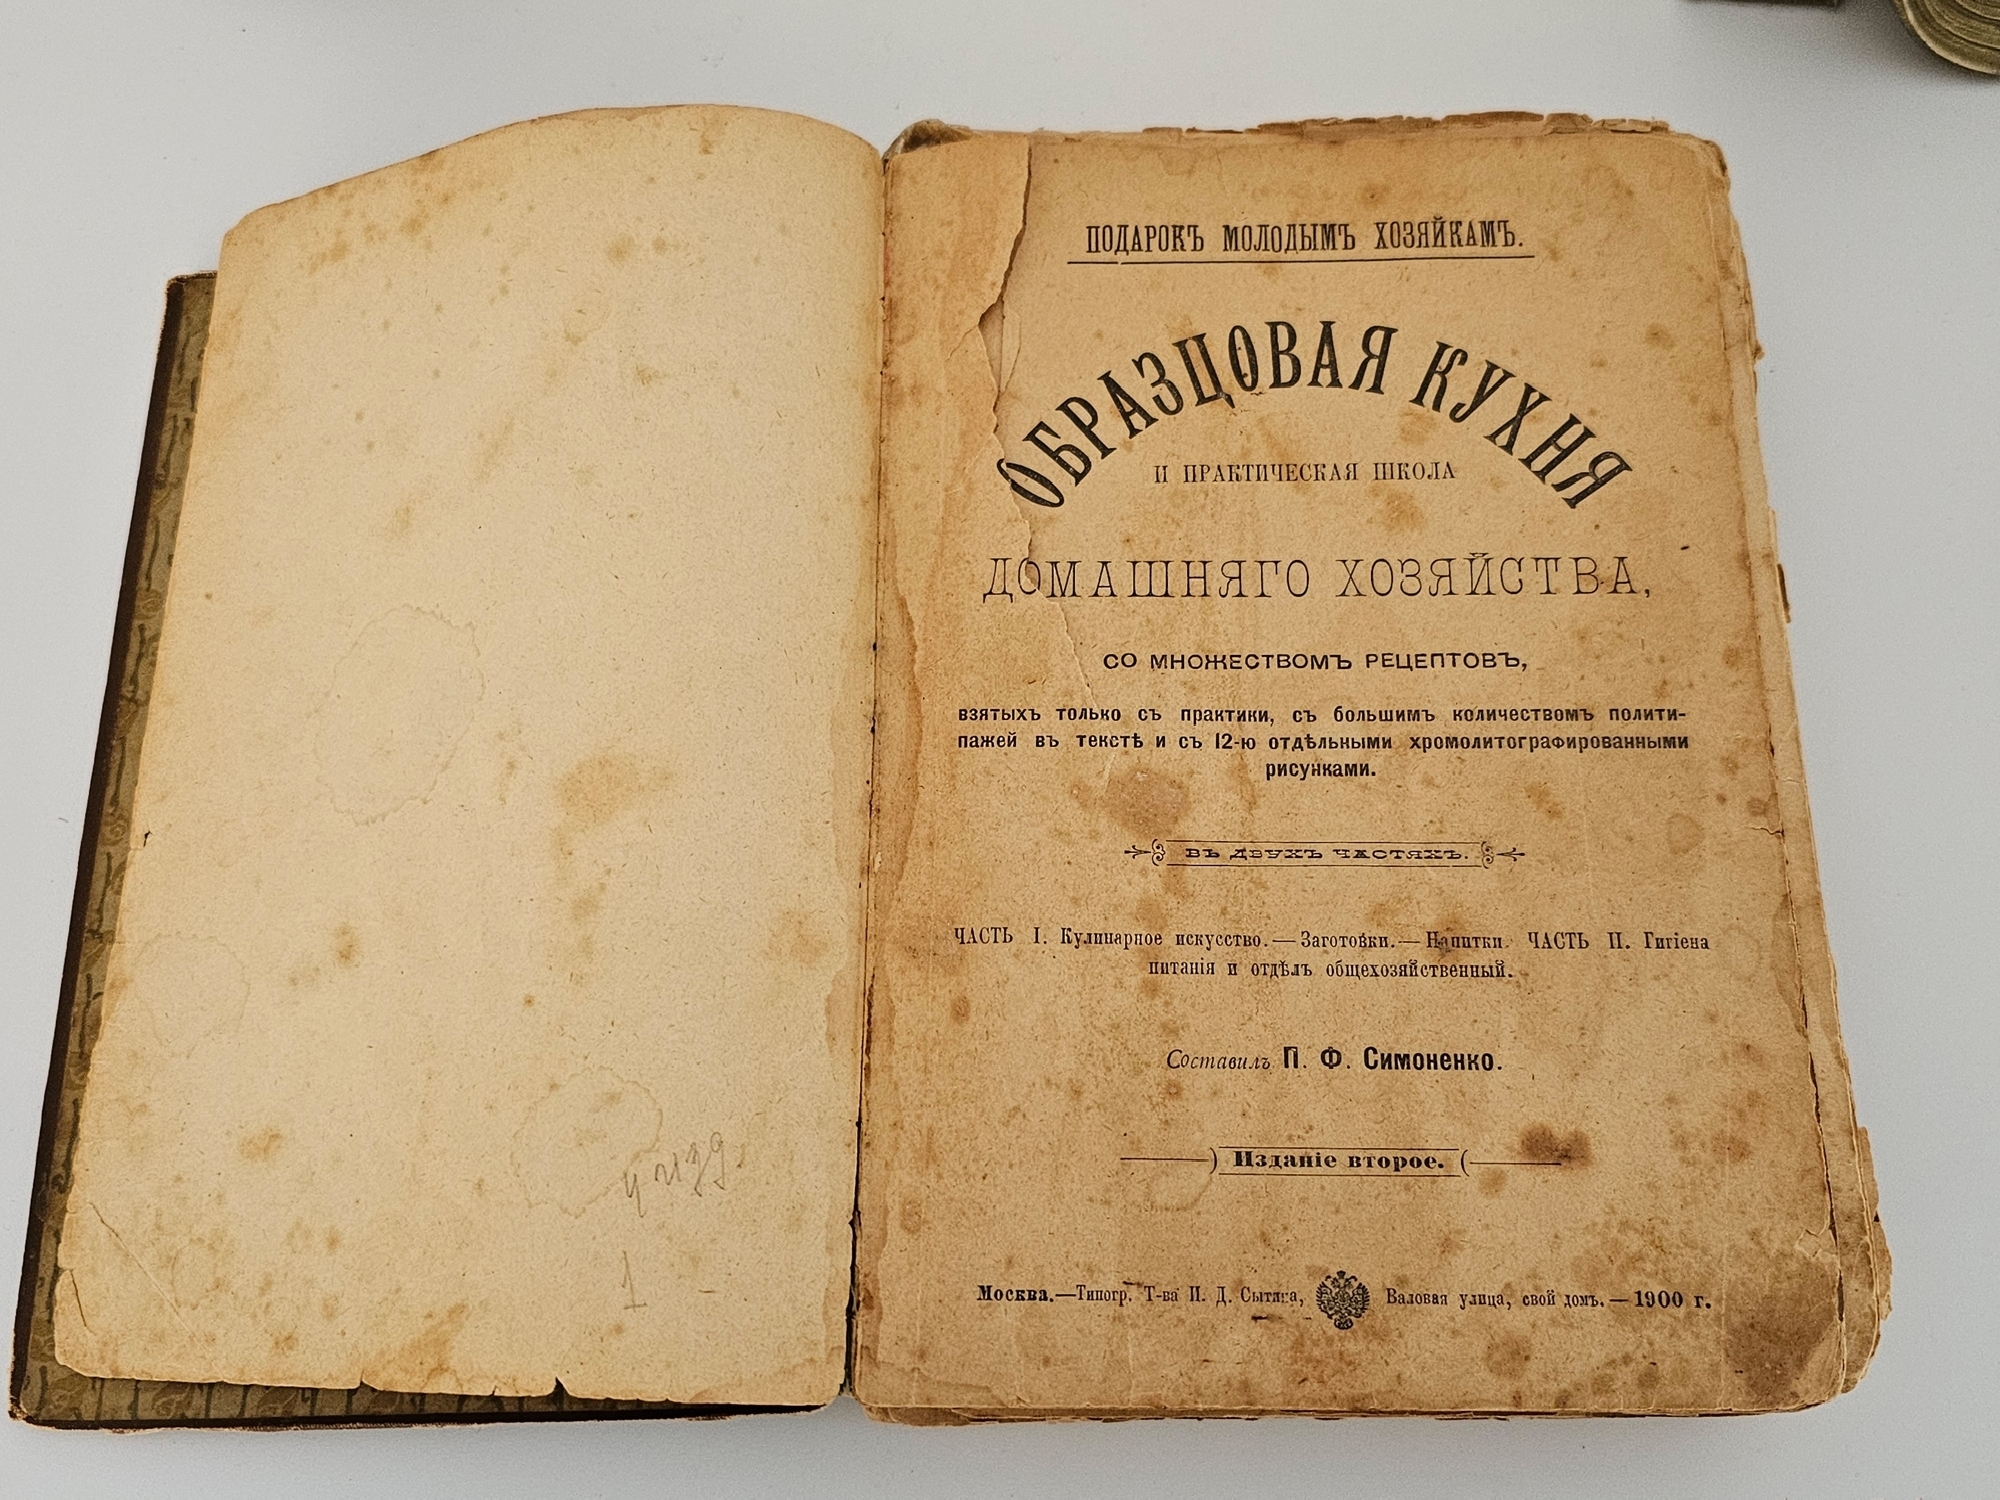 ПОДАРОКЪ МОЛОДЫМЪ ХОЗЯЙКАМЪ.
ОБРАЗЦОВАЯ КУХНЯ
И ПРАКТИЧЕСКАЯ ШКОЛА
ДОМАШНЯГО ХОЗЯЙСТВА,
СО МНОЖЕСТВОМЪ РЕЦЕПТОВЪ,
взятыхъ только съ практики, съ большимъ количествомъ полити-
пажей въ текстѣ и съ 12-ю отдѣльными хромолитографированными
рисунками.
ВЪ ДВУХЪ ЧАСТЯХЪ.
ЧАСТЬ I. Кулинарное искусство.—Заготовки.—Напитки. ЧАСТЬ II. Гигіена
питанія и отдѣлъ общехозяйственный.
Составилъ П. Ф. Симоненко.
Изданіе второе.
Москва.—Типогр. Т-ва И. Д. Сытина, Валовая улица, свой домъ.—1900 г.
1